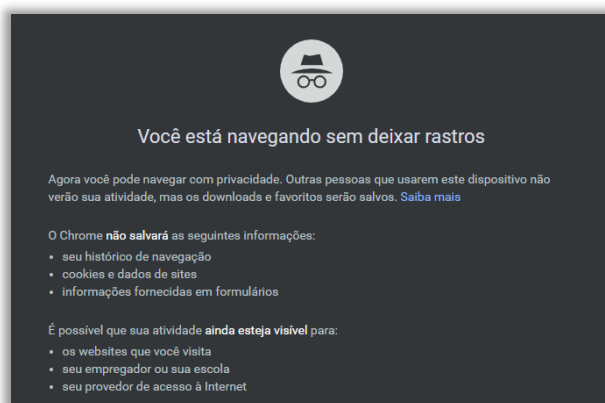 Você está navegando sem deixar rastros
Agora você pode navegar com privacidade. Outras pessoas que usarem este dispositivo não
verão sua atividade, mas os downloads e favoritos serão salvos. Saiba mais
O Chrome não salvará as seguintes informações:
• seu histórico de navegação
• cookies e dados de sites
• informações fornecidas em formulários
É possível que sua atividade ainda esteja visível para:
• os websites que você visita
• seu empregador ou sua escola
• seu provedor de acesso à Internet